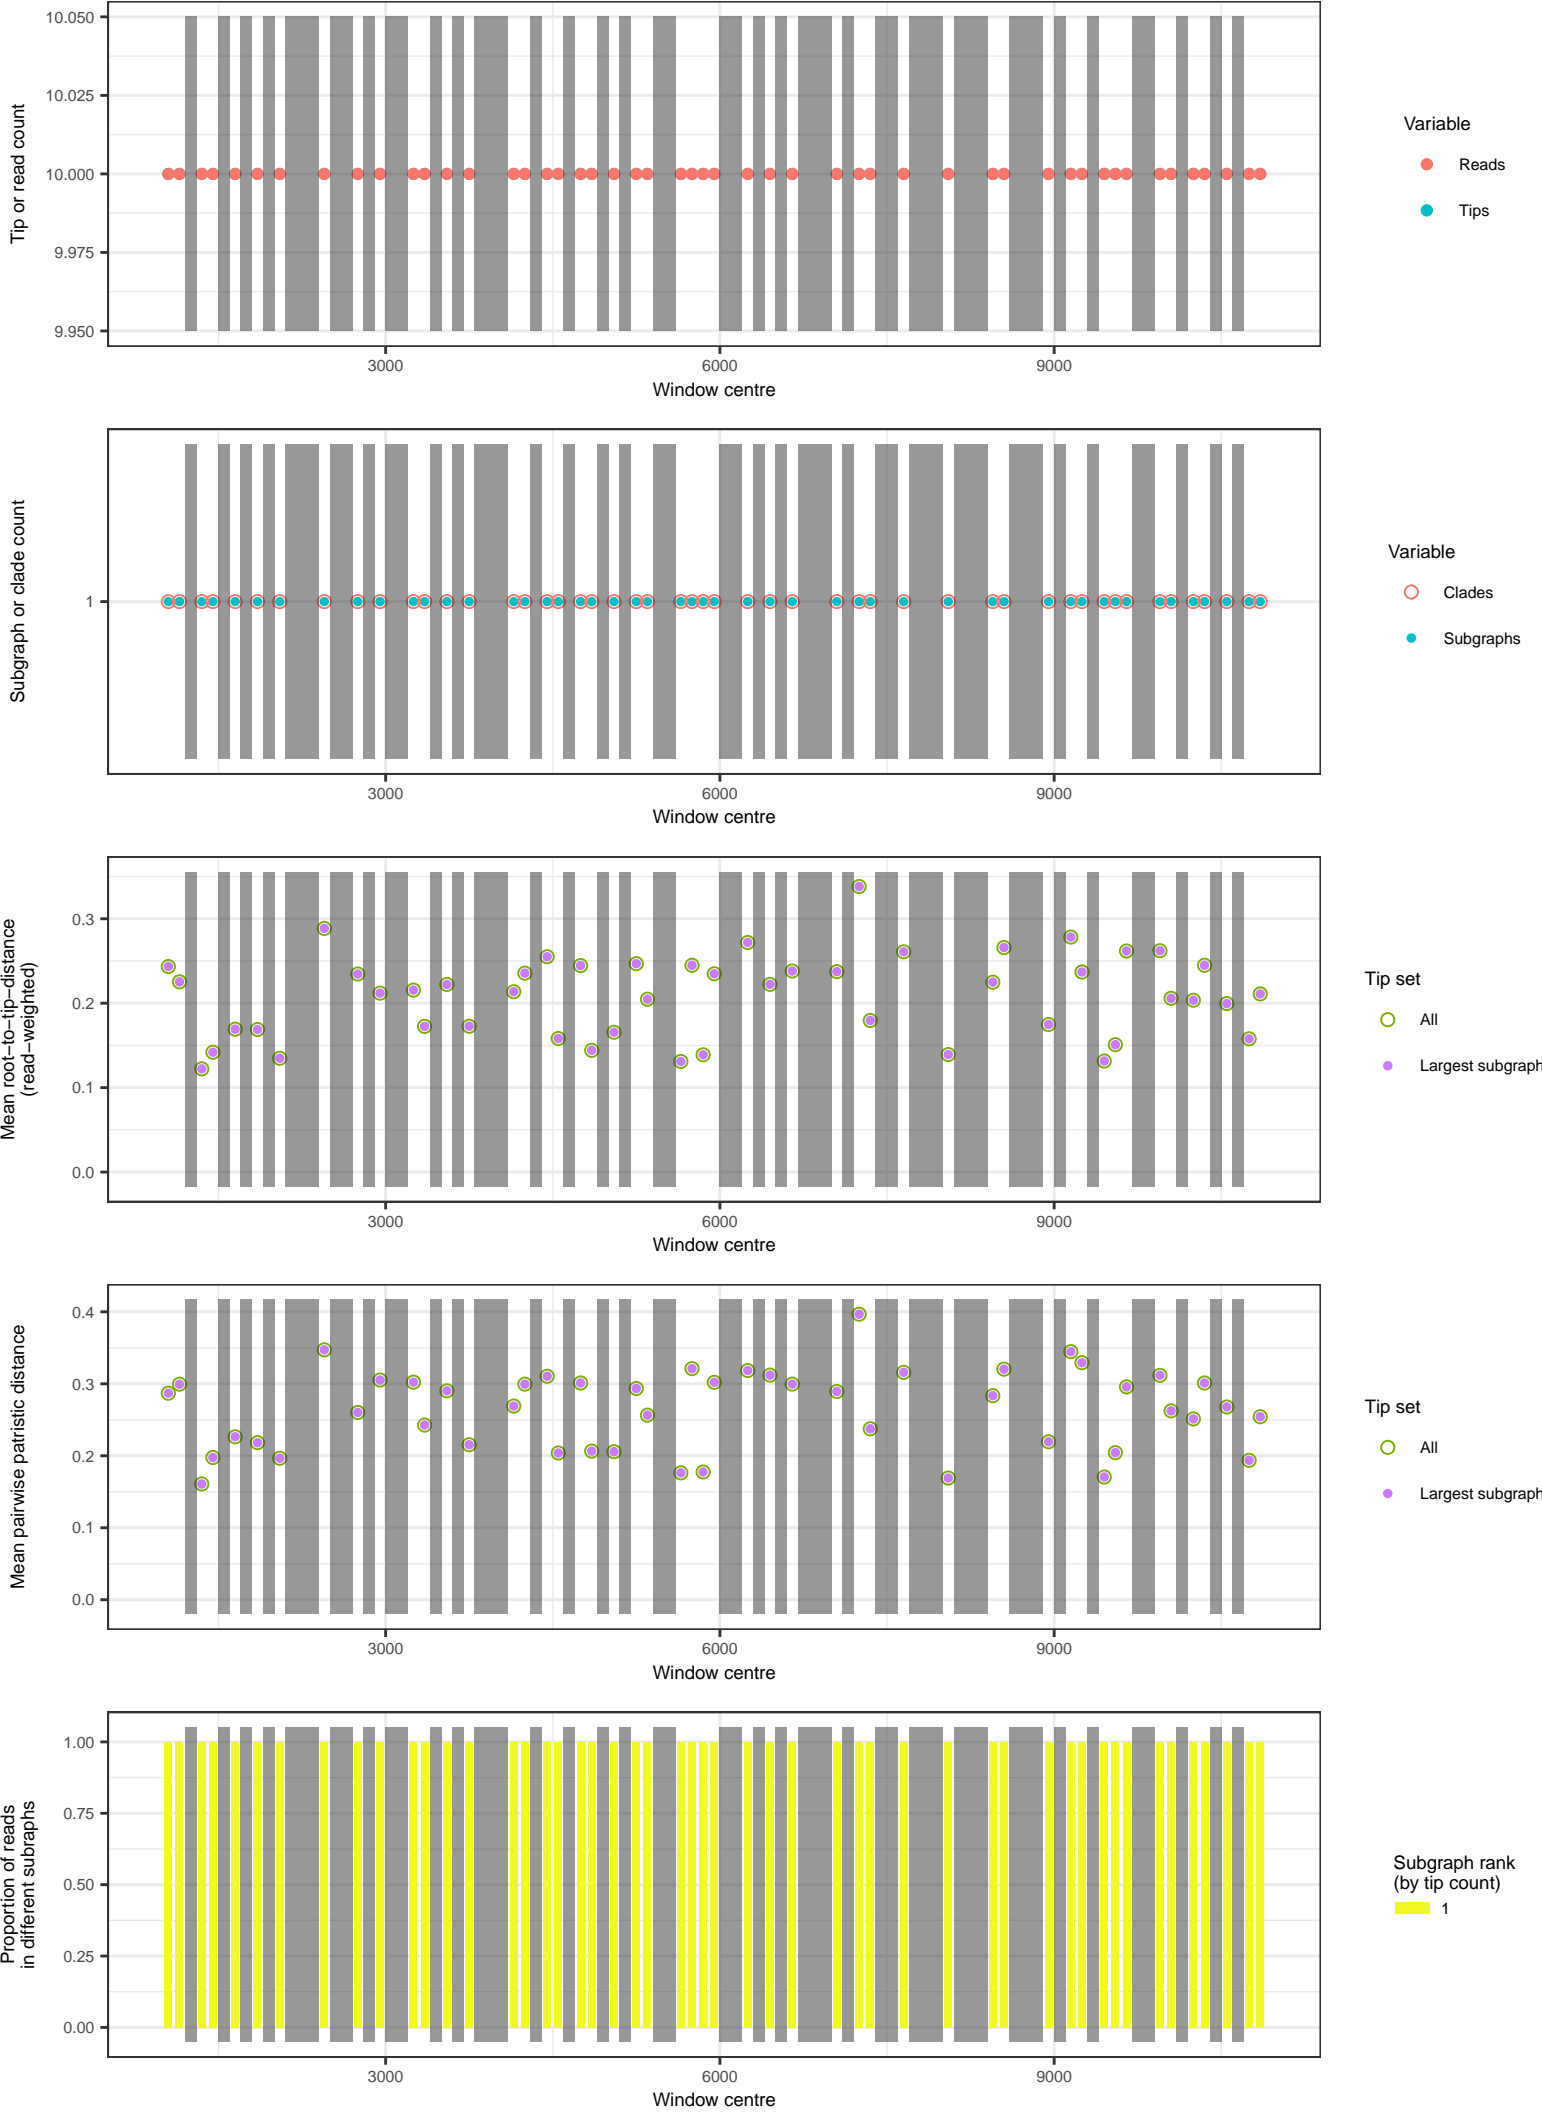 10.050
10.025
10.000
9.975
9.950
Tip or read count
3000
6000
9000
Window centre
Variable
Reads
Tips
1
Subgraph or clade count
3000
6000
9000
Window centre
Variable
Clades
Subgraphs
0.3
0.2
0.1
0.0
Mean root−to−tip−distance
(read−weighted)
3000
6000
9000
Window centre
Tip set
All
Largest subgraph
0.4
0.3
0.2
0.1
0.0
Mean pairwise patristic distance
3000
6000
9000
Window centre
Tip set
All
Largest subgraph
1.00
0.75
0.50
0.25
0.00
Proportion of reads
in different subraphs
3000
6000
9000
Window centre
Subgraph rank
(by tip count)
1